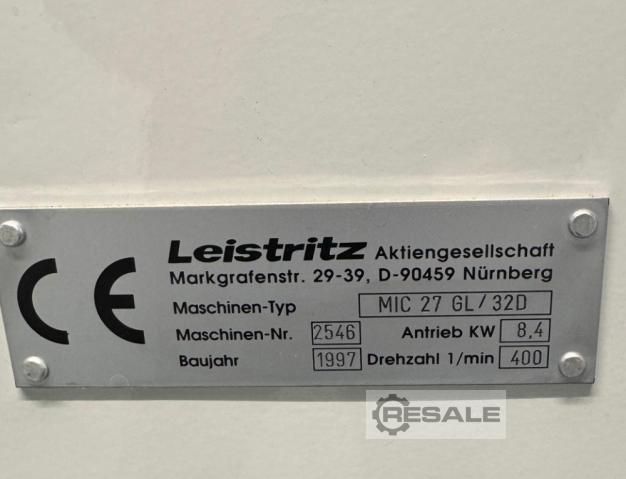 CE
Leistritz Aktiengesellschaft
Markgrafenstr. 29-39, D-90459 Nürnberg
Maschinen-Typ MIC 27 GL/32D
Maschinen-Nr. 2546 Antrieb KW 8,4
Baujahr 1997 Drehzahl 1/min 400
RESALE